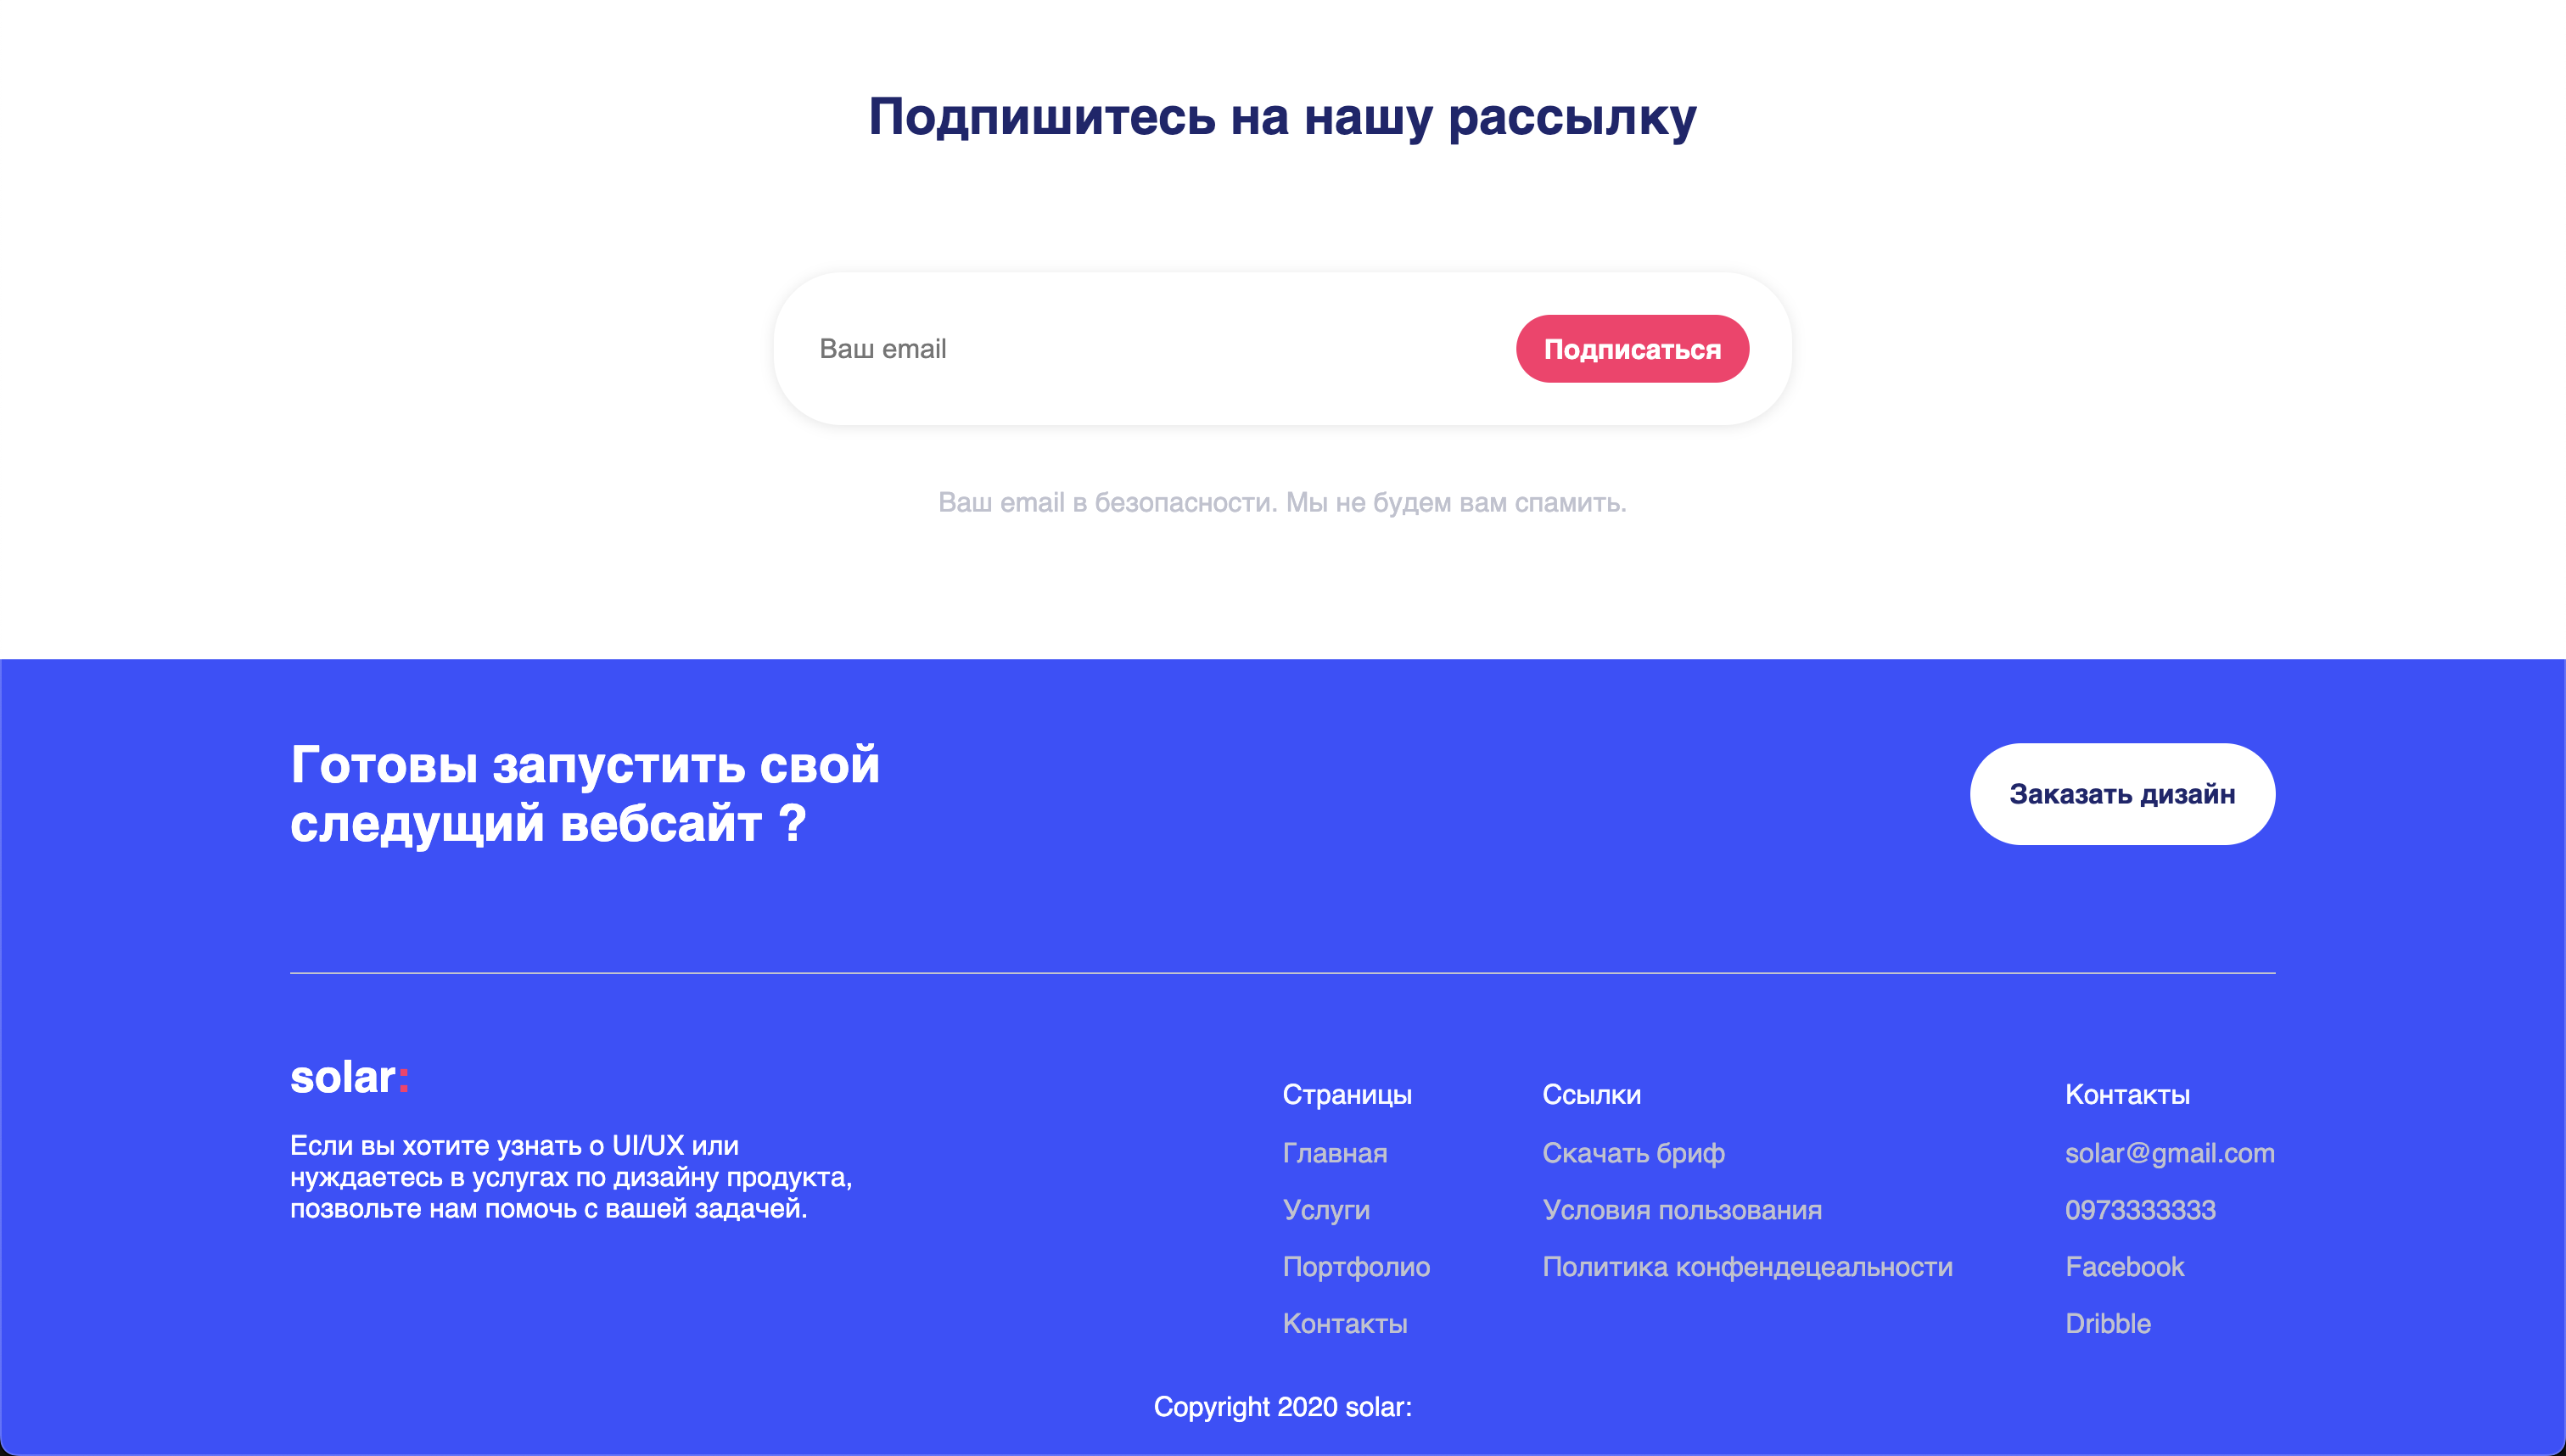 Подпишитесь на нашу рассылку
Ваш email
Подписаться
Ваш email в безопасности. Мы не будем вам спамить.
Готовы запустить свой
следущий вебсайт ?
Заказать дизайн
solar:
Если вы хотите узнать о UI/UX или
нуждаетесь в услугах по дизайну продукта,
позвольте нам помочь с вашей задачей.
Страницы
Главная
Услуги
Портфолио
Контакты
Ссылки
Скачать бриф
Условия пользования
Политика конфендецеальности
Контакты
solar@gmail.com
0973333333
Facebook
Dribble
Copyright 2020 solar: